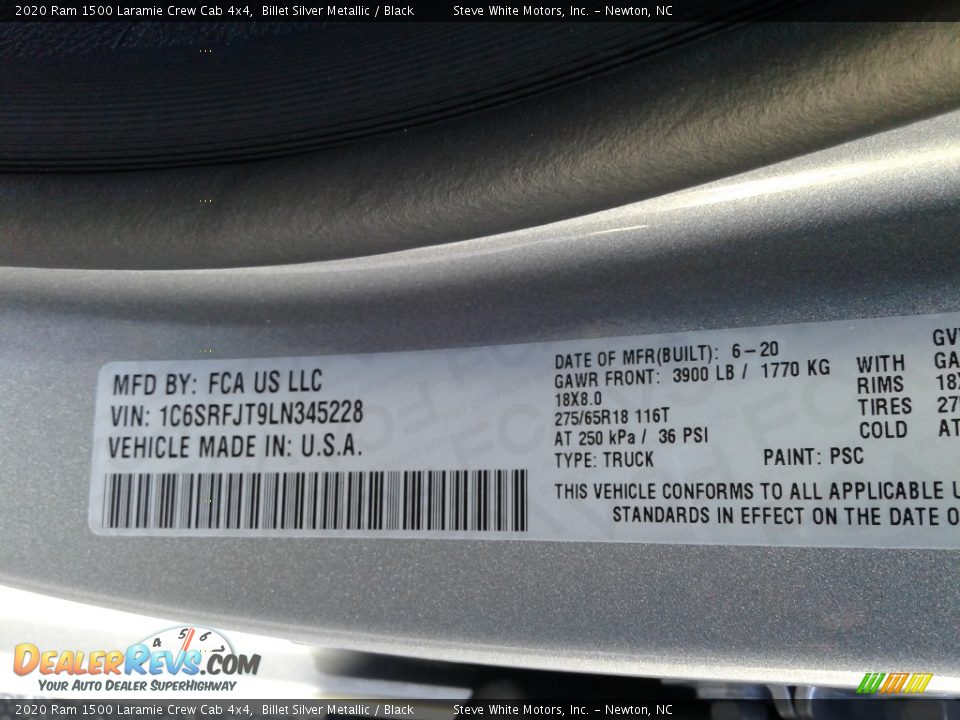 2020 Ram 1500 Laramie Crew Cab 4x4, Billet Silver Metallic / Black Steve White Motors, Inc. – Newton, NC
MFD BY: FCA US LLC
VIN: 1C6SRFJT9LN345228
VEHICLE MADE IN: U.S.A.
DATE OF MFR(BUILT): 6-20
GAWR FRONT: 3900 LB / 1770 KG WITH
18X8.0 RIMS
275/65R18 116T TIRES
AT 250 kPa / 36 PSI COLD
TYPE: TRUCK PAINT: PSC
THIS VEHICLE CONFORMS TO ALL APPLICABLE
STANDARDS IN EFFECT ON THE DATE
4 5 6
DEALERREVS.COM
YOUR AUTO DEALER SUPERHIGHWAY
2020 Ram 1500 Laramie Crew Cab 4x4, Billet Silver Metallic / Black Steve White Motors, Inc. – Newton, NC